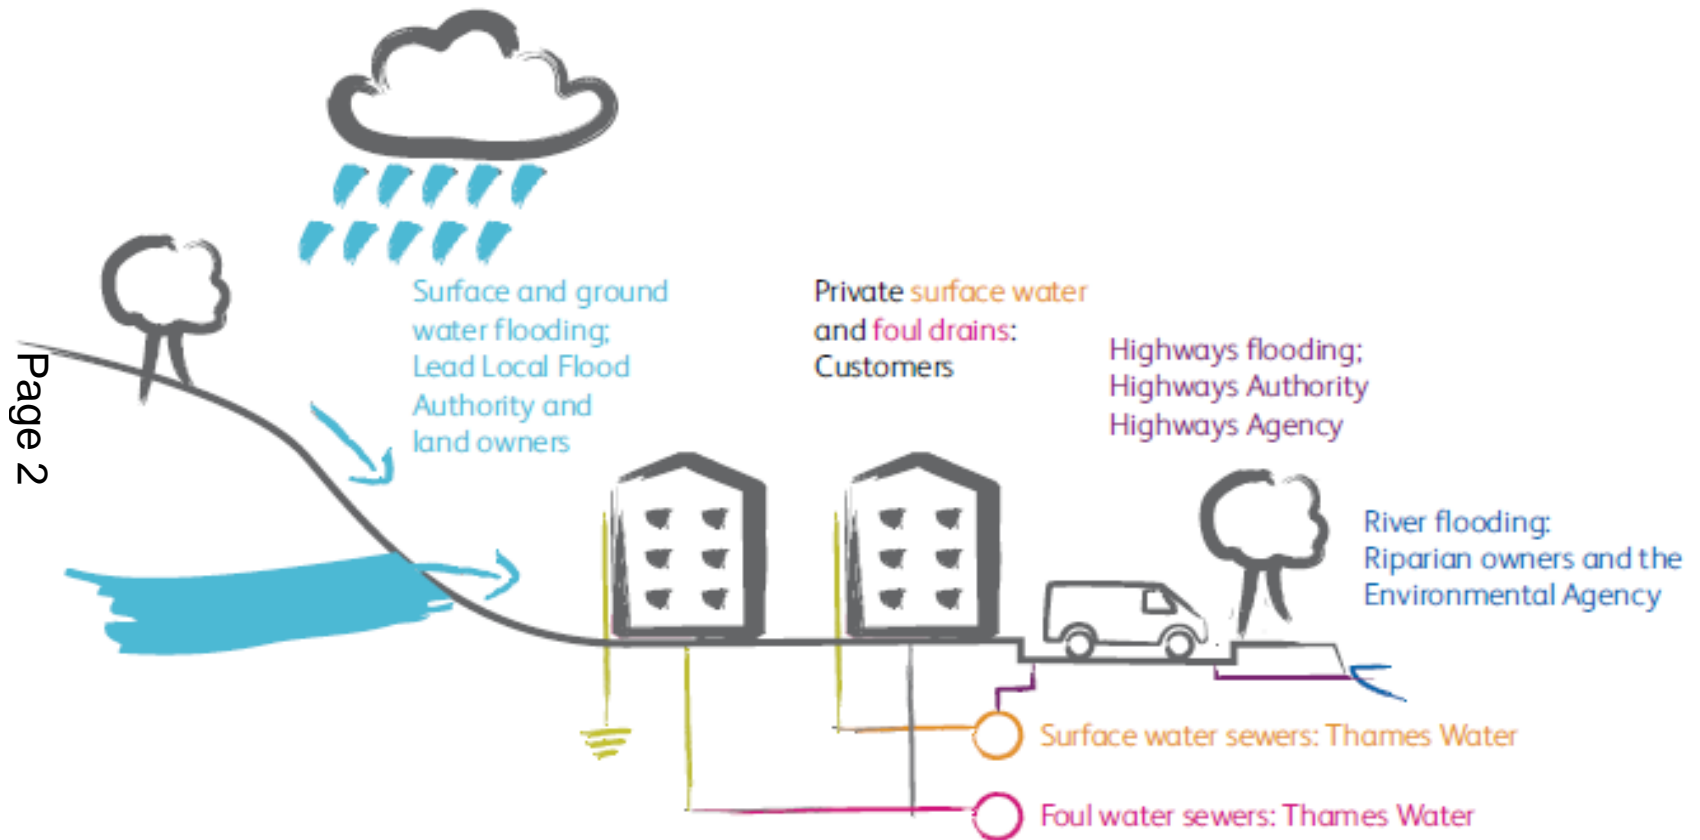 Surface and ground
water flooding;
Lead Local Flood
Authority and
land owners
Private surface water
and foul drains:
Customers
Highways flooding;
Highways Authority
Highways Agency
River flooding:
Riparian owners and the
Environmental Agency
Surface water sewers: Thames Water
Foul water sewers: Thames Water
Page 2